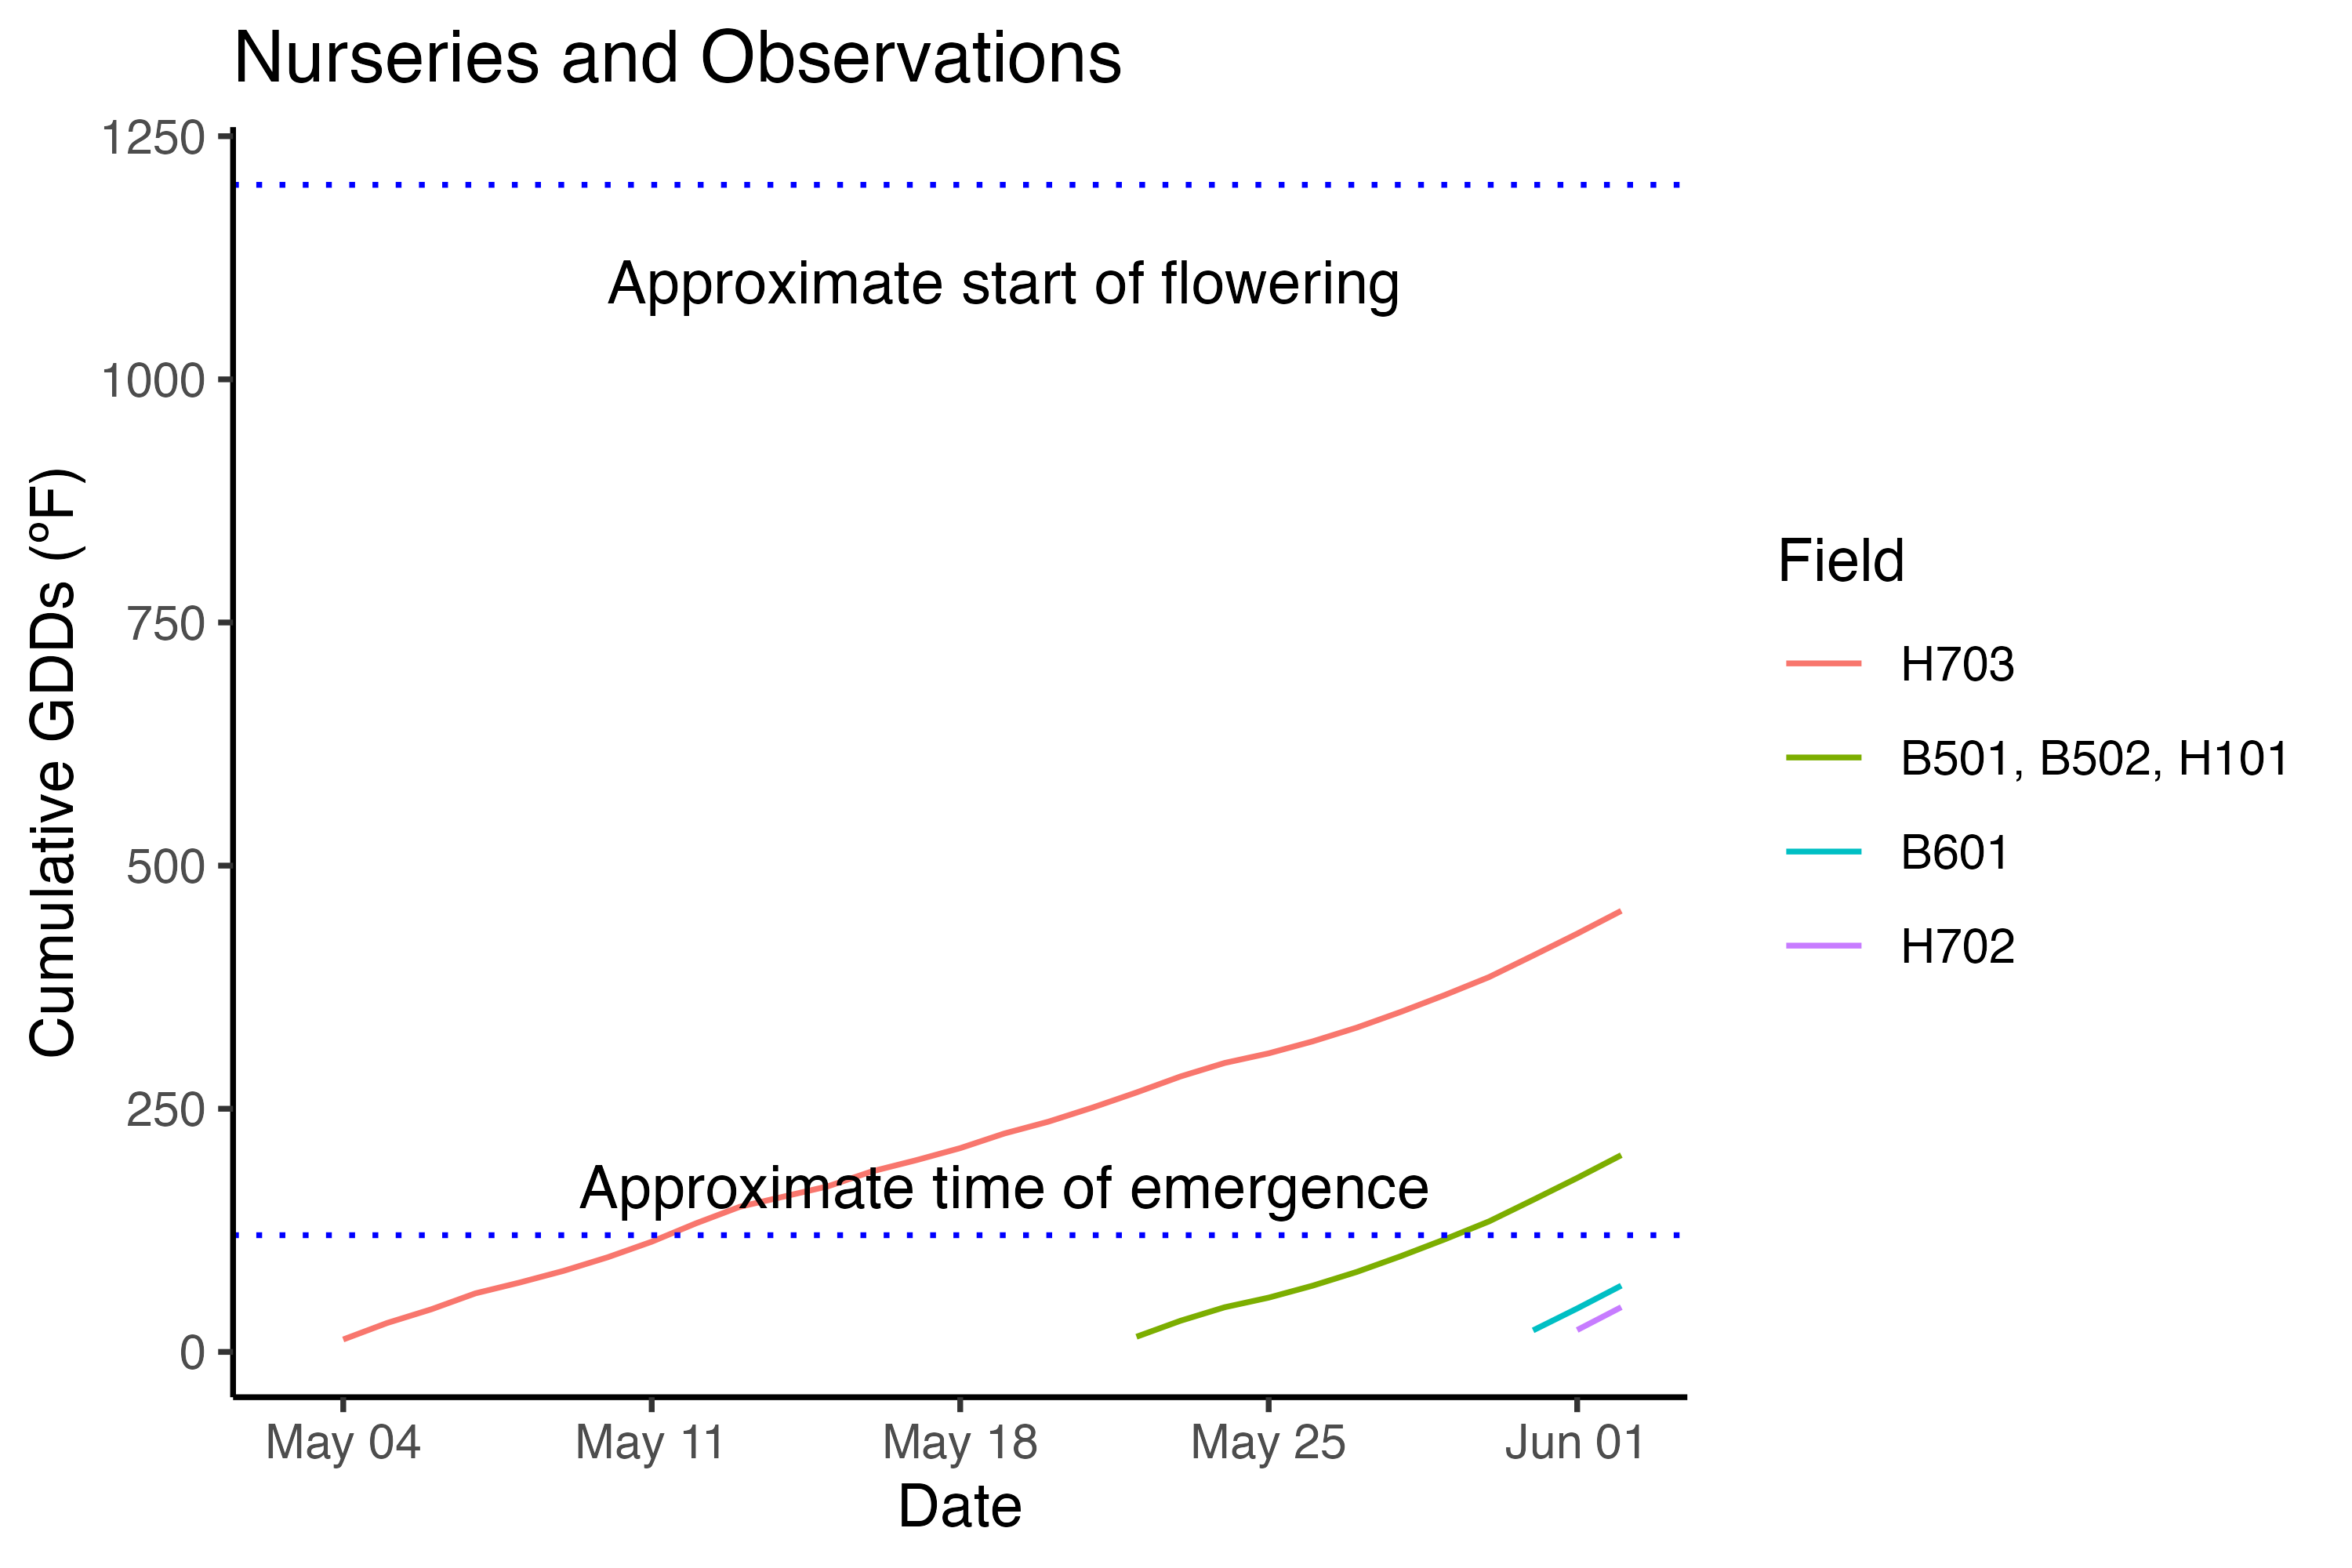 Nurseries and Observations
1250
1000
750
500
250
0
Cumulative GDDs (ºF)
Approximate start of flowering
Approximate time of emergence
May 04
May 11
May 18
May 25
Jun 01
Date
Field
H703
B501, B502, H101
B601
H702